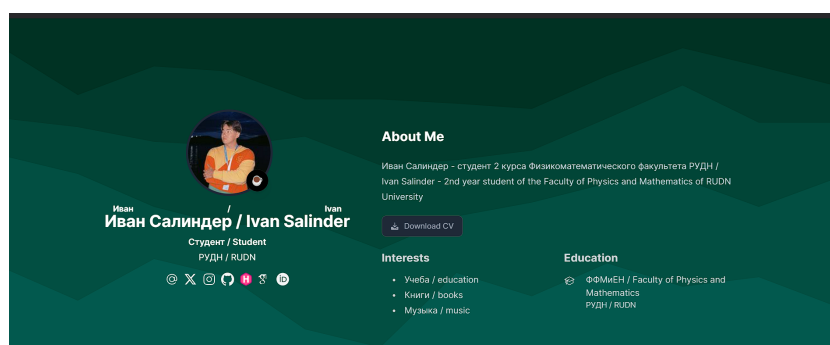 Иван / Ivan
Иван Салиндер / Ivan Salinder
Студент / Student
РУДН / RUDN
About Me
Иван Салиндер - студент 2 курса Физикоматематического факультета РУДН /
Ivan Salinder - 2nd year student of the Faculty of Physics and Mathematics of RUDN
University
Download CV
Interests
Учеба / education
Книги / books
Музыка / music
Education
ФФМиЕН / Faculty of Physics and
Mathematics
РУДН / RUDN